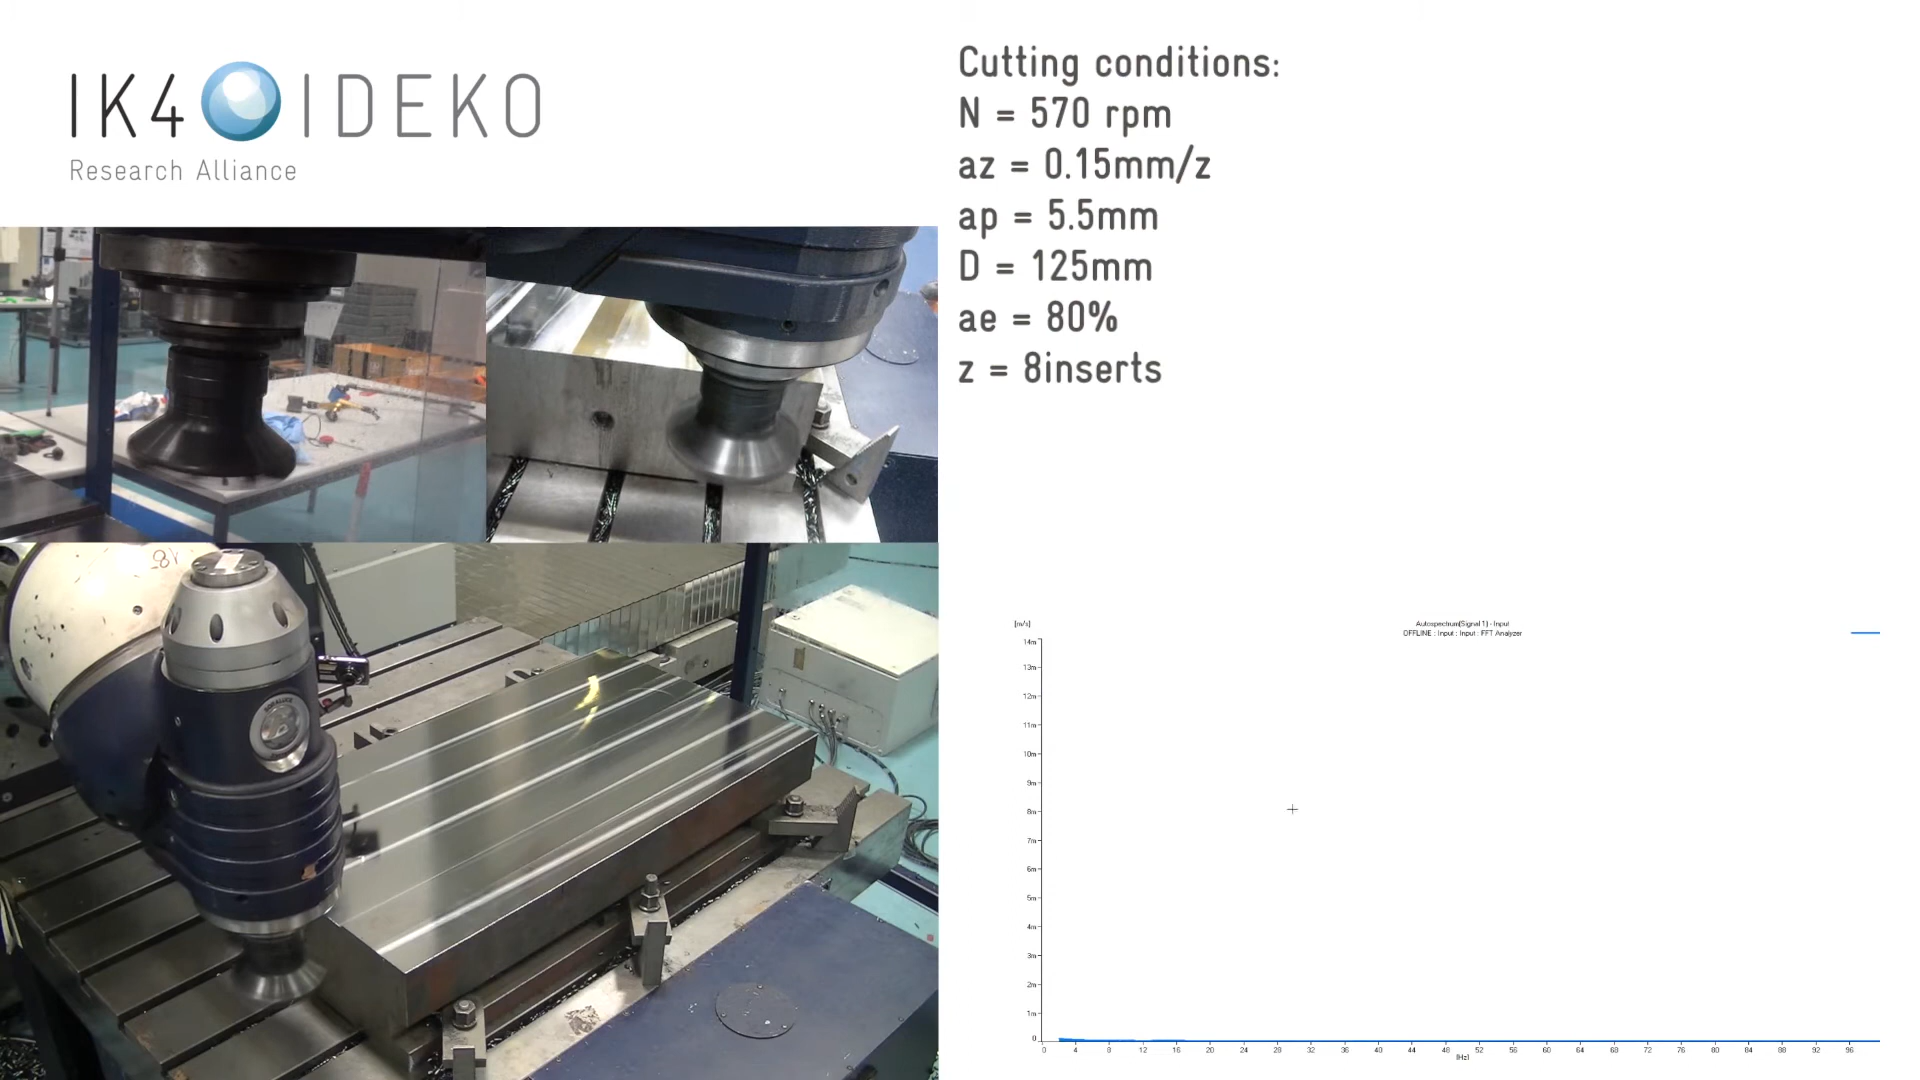 IK4 IDEKO
Research Alliance
Cutting conditions:
N = 570 rpm
az = 0.15mm/z
ap = 5.5mm
D = 125mm
ae = 80%
z = 8inserts
[m/s]
Autospectrum(Signal 1) - Input
OFFLINE : Input : Input : FFT Analyzer
14m
13m
12m
11m
10m
9m
8m
7m
6m
5m
4m
3m
2m
1m
0
0 4 8 12 16 20 24 28 32 36 40 44 48 52 56 60 64 68 72 76 80 84 88 92 96
[Hz]